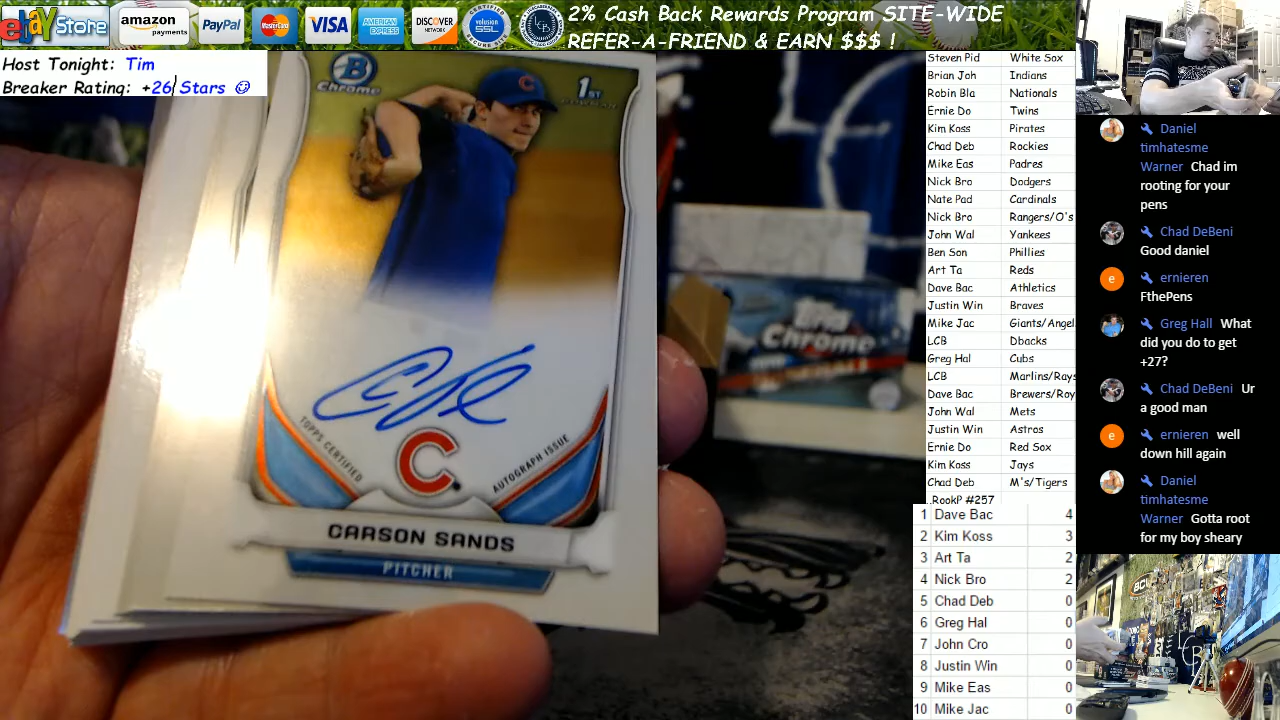 ebay Store
amazon payments
PayPal
MasterCard
VISA
AMERICAN EXPRESS
DISCOVER NETWORK
volusion SSL
LCB
2% Cash Back Rewards Program SITE-WIDE
REFER-A-FRIEND & EARN $$$ !
Host Tonight: Tim
Breaker Rating: +26 Stars
B
Chrome
1ST
BOWMAN
TOPPS CERTIFIED
AUTOGRAPH ISSUE
C
CARSON SANDS
PITCHER
Topps
Chrome
Steven Pid White Sox
Brian Joh Indians
Robin Bla Nationals
Ernie Do Twins
Kim Koss Pirates
Chad Deb Rockies
Mike Eas Padres
Nick Bro Dodgers
Nate Pad Cardinals
Nick Bro Rangers/O's
John Wal Yankees
Ben Son Phillies
Art Ta Reds
Dave Bac Athletics
Justin Win Braves
Mike Jac Giants/Angel
LCB Dbacks
Greg Hal Cubs
LCB Marlins/Rays
Dave Bac Brewers/Roy
John Wal Mets
Justin Win Astros
Ernie Do Red Sox
Kim Koss Jays
Chad Deb M's/Tigers
RookP #257
1 Dave Bac 4
2 Kim Koss 3
3 Art Ta 2
4 Nick Bro 2
5 Chad Deb 0
6 Greg Hal 0
7 John Cro 0
8 Justin Win 0
9 Mike Eas 0
10 Mike Jac 0
Daniel
timhatesme
Warner Chad im
rooting for your
pens
Chad DeBeni
Good daniel
e ernieren
FthePens
Greg Hall What
did you do to get
+27?
Chad DeBeni Ur
a good man
e ernieren well
down hill again
Daniel
timhatesme
Warner Gotta root
for my boy sheary